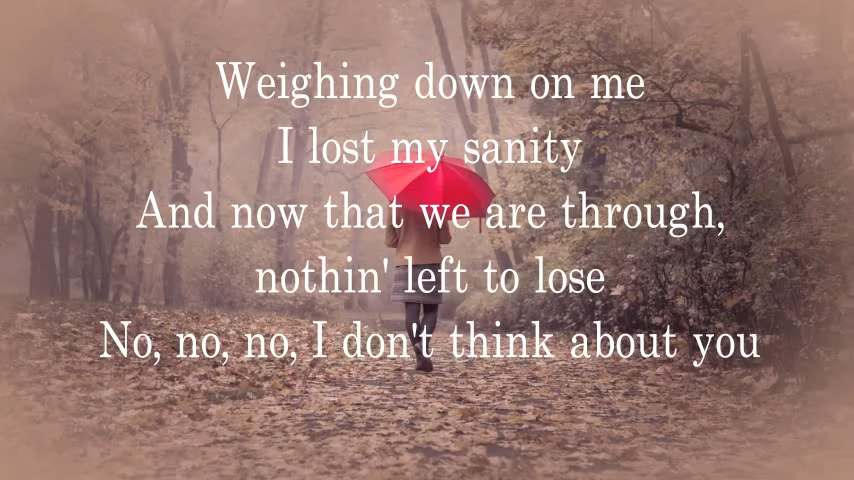 Weighing down on me
I lost my sanity
And now that we are through,
nothin' left to lose
No, no, no, I don't think about you